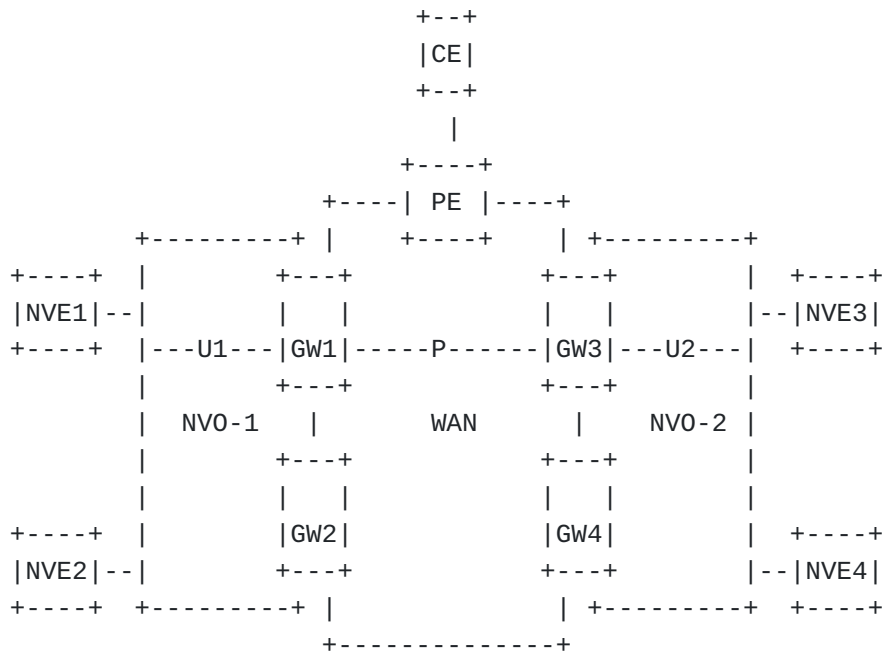 CE
PE
NVE1 NVE3
U1 GW1 P GW3 U2
NVO-1 WAN NVO-2
GW2 GW4
NVE2 NVE4